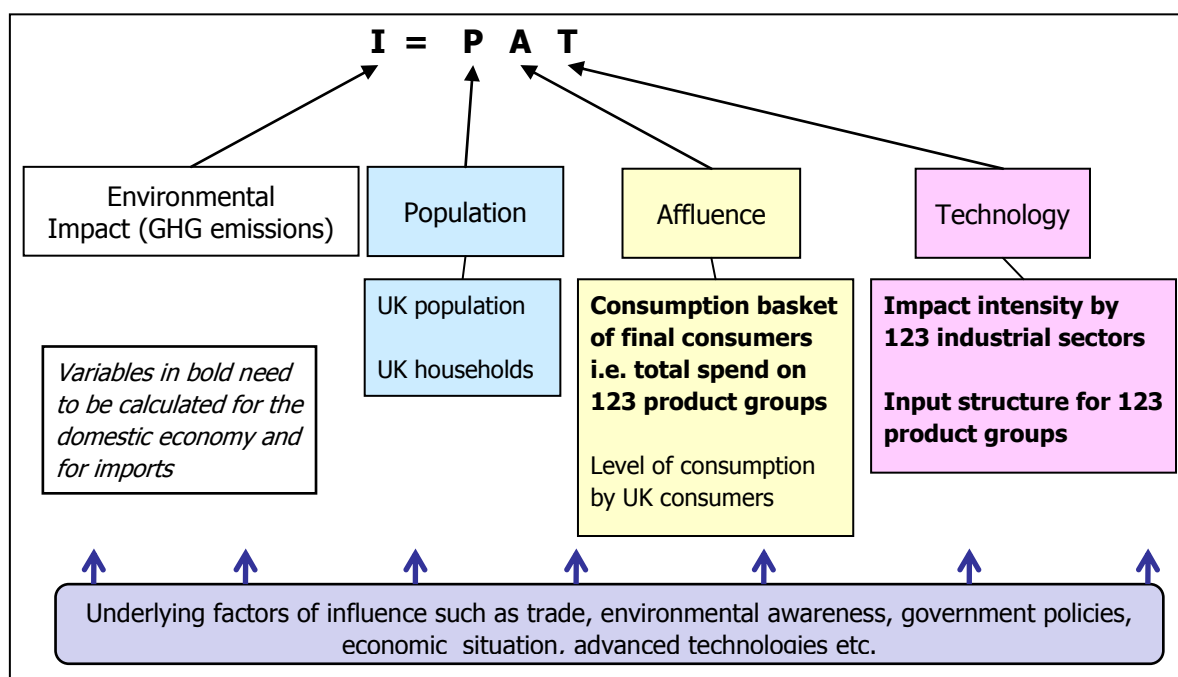 I = P A T
Environmental
Impact (GHG emissions)
Population
Affluence
Technology
UK population
UK households
Consumption basket
of final consumers
i.e. total spend on
123 product groups
Level of consumption
by UK consumers
Impact intensity by
123 industrial sectors
Input structure for 123
product groups
Variables in bold need
to be calculated for the
domestic economy and
for imports
Underlying factors of influence such as trade, environmental awareness, government policies,
economic situation, advanced technologies etc.